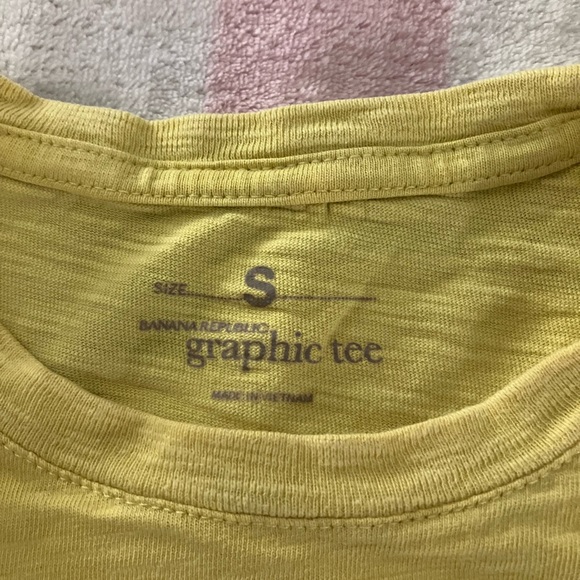 SIZE S
BANANA REPUBLIC
graphic tee
MADE IN VIETNAM